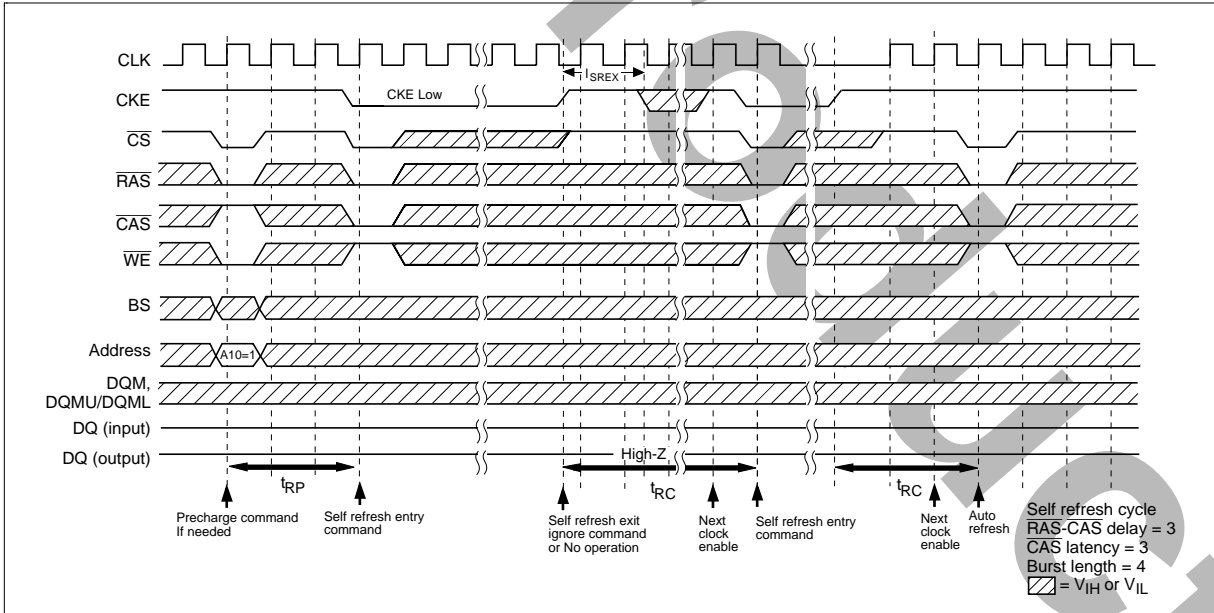 CLK
lSREX
CKE
CKE Low
CS
RAS
CAS
WE
BS
Address
A10=1
DQM,
DQMU/DQML
DQ (input)
DQ (output)
High-Z
tRP
tRC
tRC
Precharge command
If needed
Self refresh entry
command
Self refresh exit
ignore command
or No operation
Next
clock
enable
Self refresh entry
command
Next
clock
enable
Auto
refresh
Self refresh cycle
RAS-CAS delay = 3
CAS latency = 3
Burst length = 4
= VIH or VIL